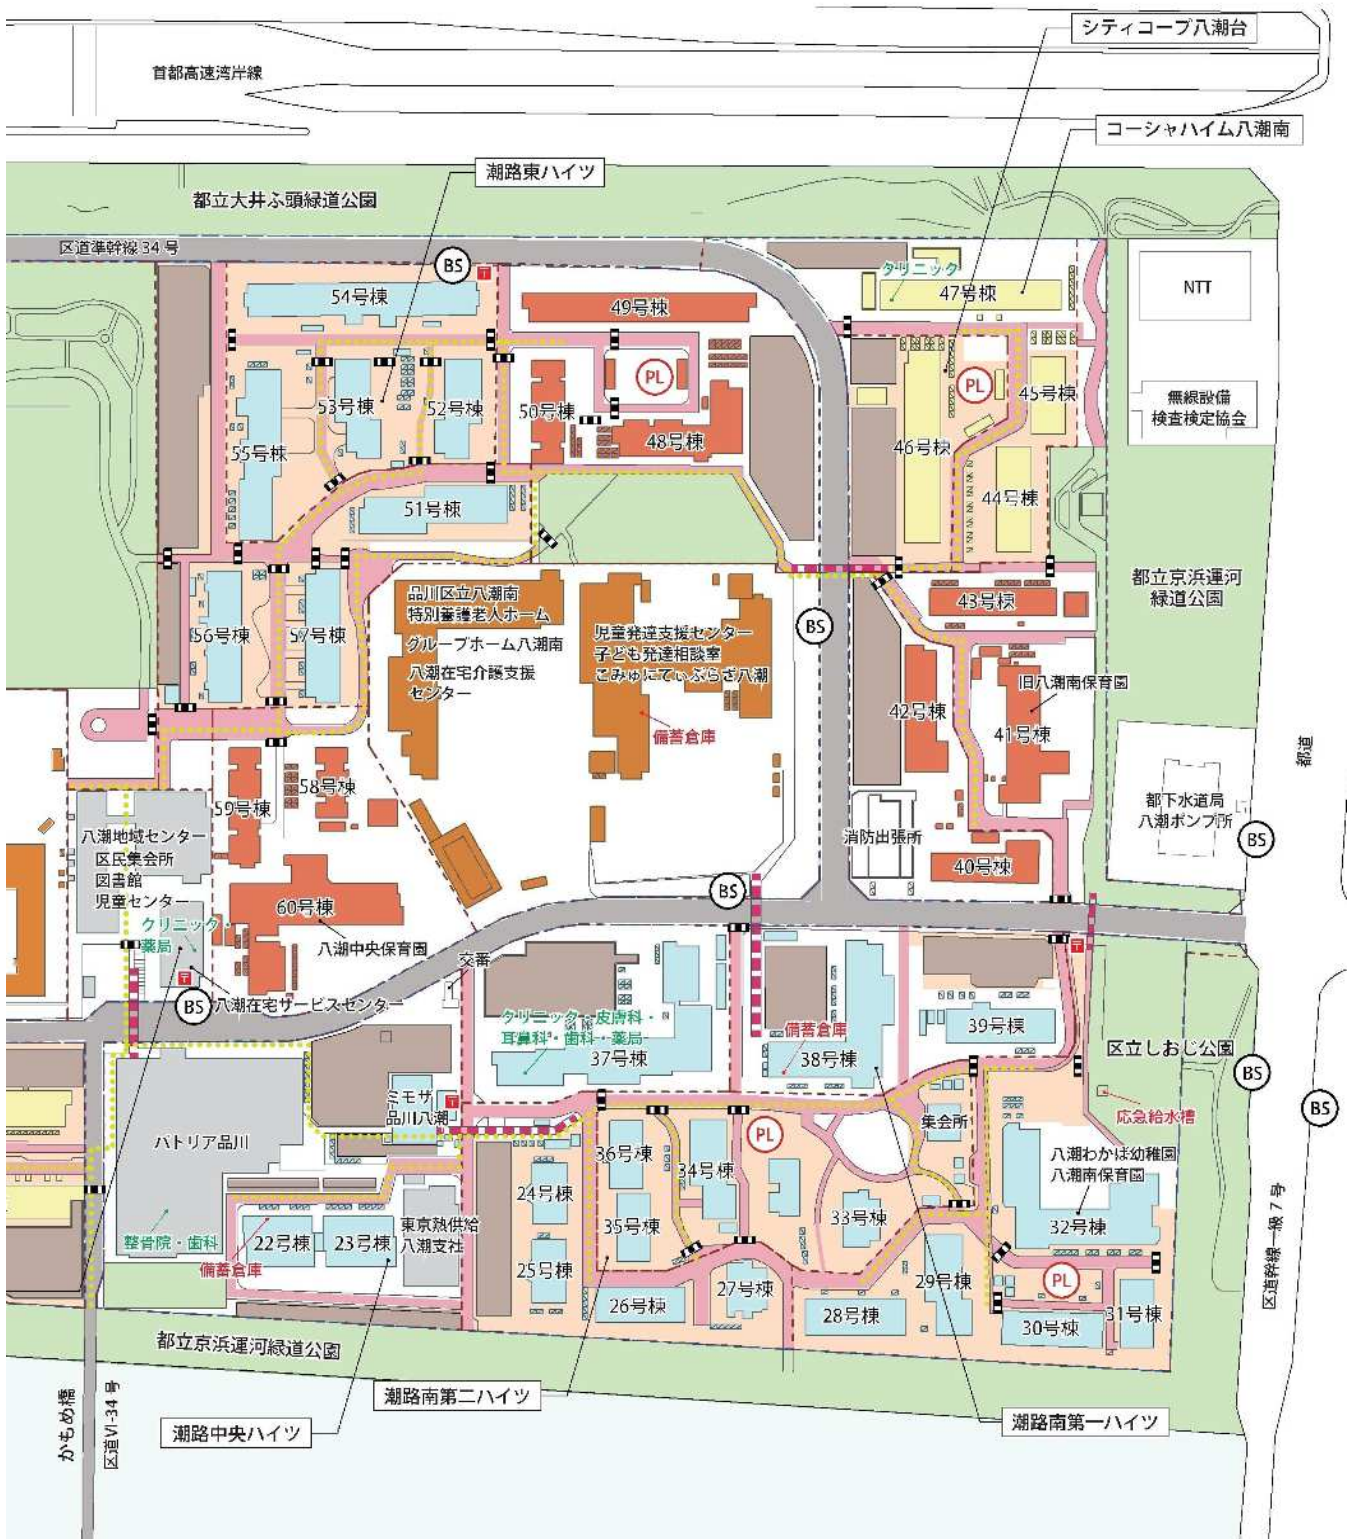 シティコープ八潮台
首都高速湾岸線
コーシャハイム八潮南
潮路東ハイツ
都立大井ふ頭緑道公園
区道準幹線34号
BS
〒
クリニック
54号棟
49号棟
47号棟
NTT
PL
PL
無線設備
検査検定協会
53号棟
52号棟
50号棟
48号棟
45号棟
46号棟
55号棟
51号棟
44号棟
都立京浜運河
緑道公園
品川区立八潮南
特別養護老人ホーム
グループホーム八潮南
八潮在宅介護支援
センター
児童発達支援センター
子ども発達相談室
こみゅにてぃぷらざ八潮
備蓄倉庫
BS
43号棟
56号棟
57号棟
42号棟
旧八潮南保育園
41号棟
都道
59号棟
58号棟
都下水道局
八潮ポンプ所
BS
八潮地域センター
区民集会所
図書館
児童センター
消防出張所
40号棟
クリニック・
薬局
60号棟
八潮中央保育園
BS
〒
BS
八潮在宅サービスセンター
交番
〒
クリニック・皮膚科・
耳鼻科・歯科・薬局
37号棟
備蓄倉庫
38号棟
39号棟
区立しおじ公園
BS
BS
応急給水槽
パトリア品川
ミモザ
品川八潮
〒
集会所
PL
36号棟
34号棟
24号棟
35号棟
33号棟
八潮わかば幼稚園
八潮南保育園
32号棟
整骨院・歯科
備蓄倉庫
22号棟
23号棟
東京熱供給
八潮支社
25号棟
26号棟
27号棟
28号棟
29号棟
PL
30号棟
31号棟
区道幹線一級7号
都立京浜運河緑道公園
かもめ橋
区道VI-34号
潮路南第二ハイツ
潮路中央ハイツ
潮路南第一ハイツ